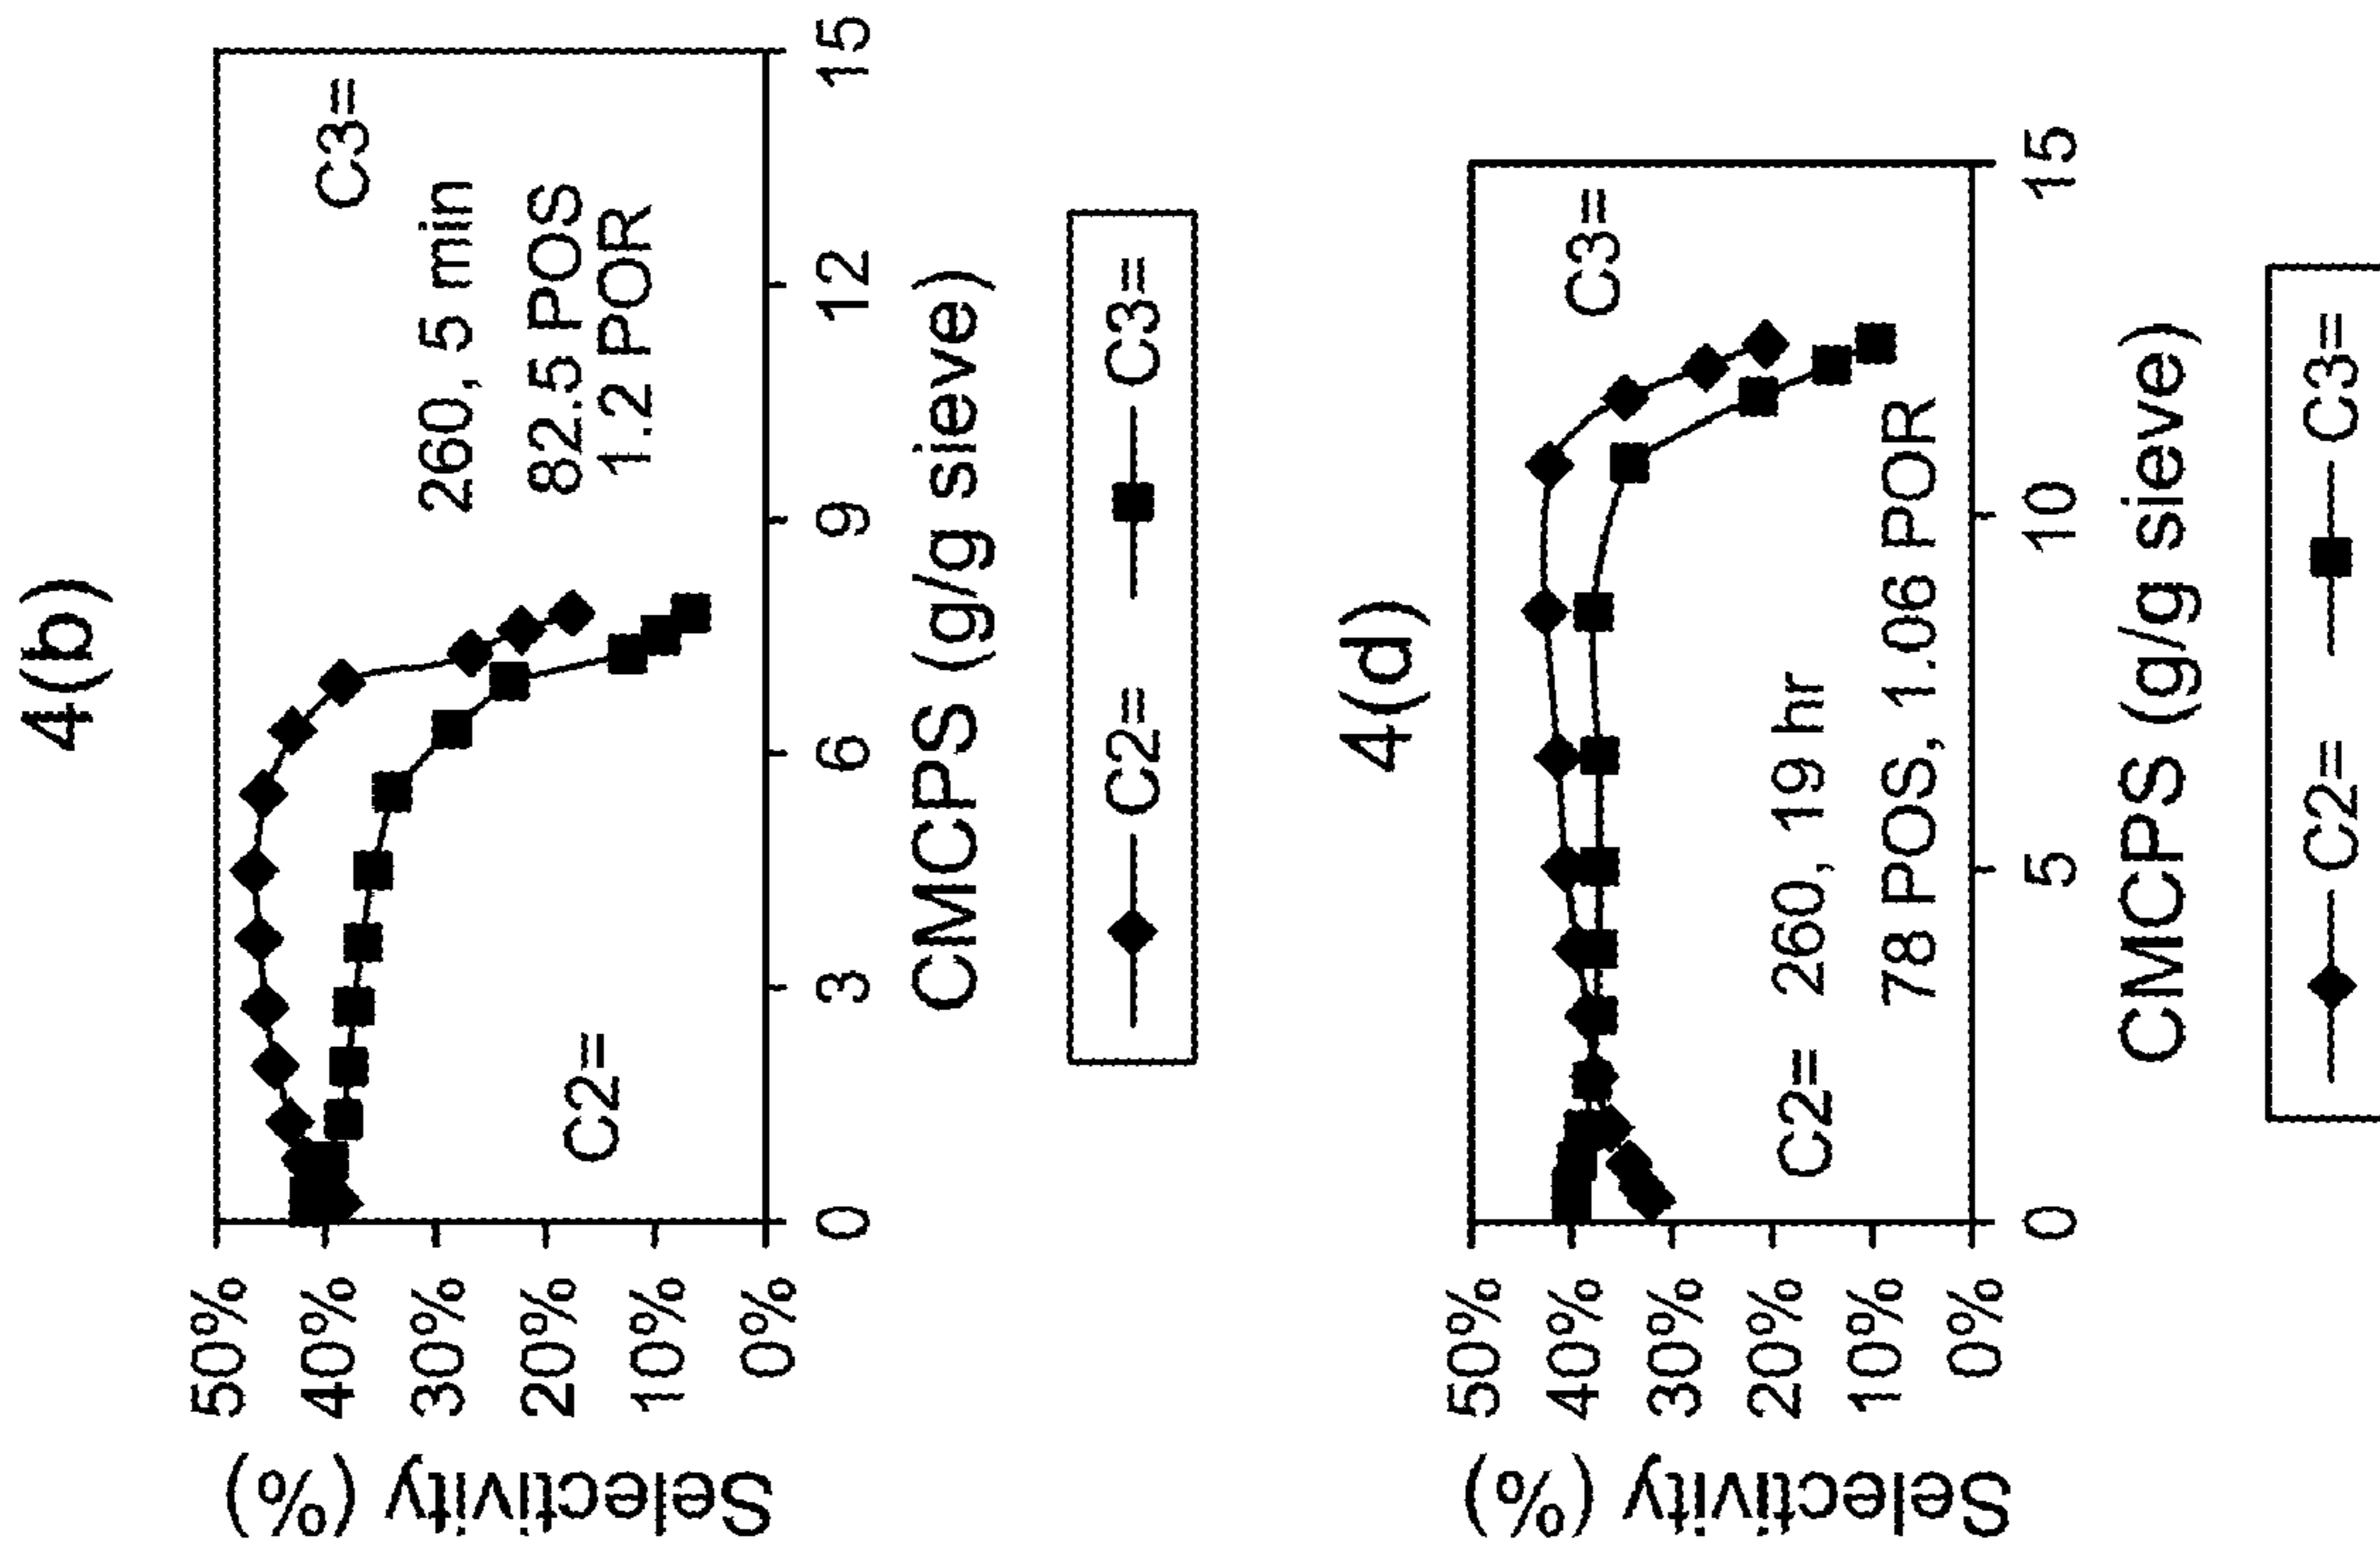 4(b)
Selectivity
(%)
50%
40%
30%
20%
10%
0%
C3=
260, 5 min
82.5 POS
1.2 POR
C2=
0 3 6 9 12 15
CMCPS (g/g sieve)
C2= C3=
4(d)
Selectivity
(%)
50%
40%
30%
20%
10%
0%
C3=
C2= 260, 19 hr
78 POS, 1.06 POR
0 5 10 15
CMCPS (g/g sieve)
C2= C3=